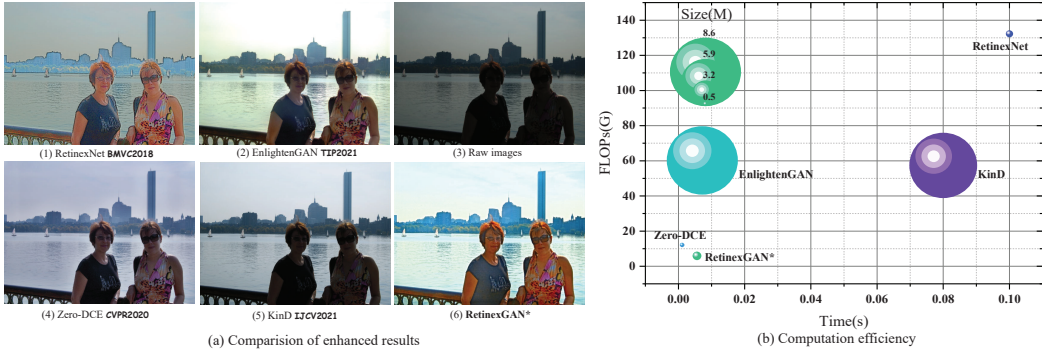 (1) RetinexNet BMVC2018
(2) EnlightenGAN TIP2021
(3) Raw images
(4) Zero-DCE CVPR2020
(5) KinD IJCV2021
(6) RetinexGAN*
(a) Comparision of enhanced results
Size(M)
8.6
5.9
3.2
0.5
RetinexNet
EnlightenGAN
KinD
Zero-DCE
RetinexGAN*
FLOPs(G)
140
120
100
80
60
40
20
0
0.00
0.02
0.04
0.06
0.08
0.10
Time(s)
(b) Computation efficiency